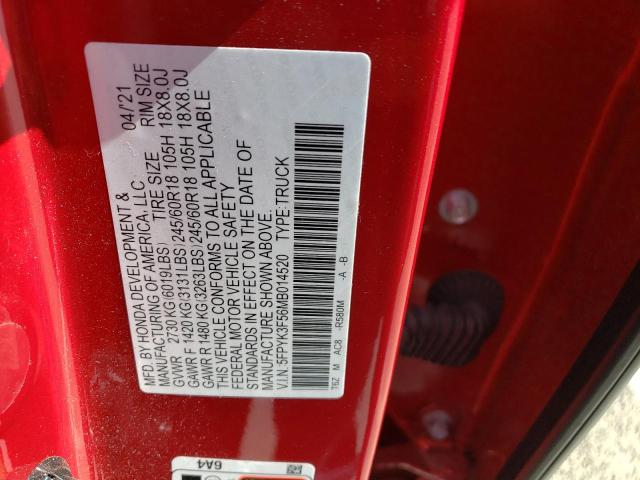 MFD. BY HONDA DEVELOPMENT & 04/'21
MANUFACTURING OF AMERICA, LLC
TIRE SIZE RIM SIZE
GVWR 2730 KG(6019LBS)
GAWR F 1420 KG(3131LBS) 245/60R18 105H 18X8.0J
GAWR R 1480 KG(3263LBS) 245/60R18 105H 18X8.0J
THIS VEHICLE CONFORMS TO ALL APPLICABLE
FEDERAL MOTOR VEHICLE SAFETY
STANDARDS IN EFFECT ON THE DATE OF
MANUFACTURE SHOWN ABOVE.
V.I.N: 5FPYK3F56MB014520 TYPE:TRUCK
T6Z M AC8 -R580M -A -B
6A4